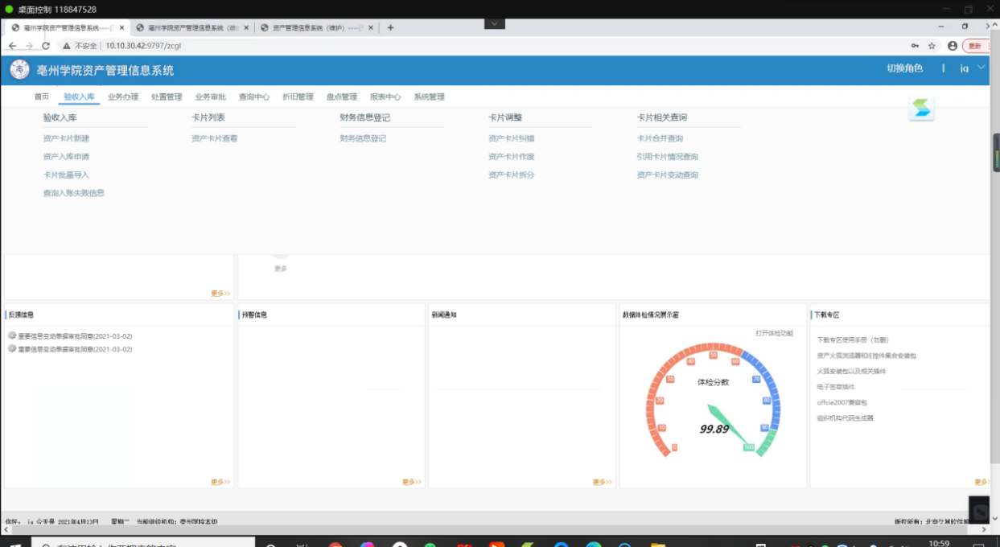 桌面控制 118847528
亳州学院资产管理信息系统----
亳州学院资产管理信息系统（维
资产管理信息系统（维护）----
不安全 10.10.30.42:9797/zcgl
更新
亳州学院资产管理信息系统
切换角色 | jq
首页 验收入库 业务办理 处置管理 业务审批 查询中心 折旧管理 盘点管理 报表中心 系统管理
验收入库 卡片列表 财务信息登记 卡片调整 卡片相关查询
资产卡片新建 资产卡片查看 财务信息登记 资产卡片纠错 卡片合并查询
资产入库申请 资产卡片作废 引用卡片情况查询
卡片批量导入 资产卡片拆分 资产卡片变动查询
查询入账失败信息
更多
更多>>
反馈信息 预警信息 新闻通知 数据体检情况展示窗 下载专区
重要信息变动单据审批同意(2021-03-02)
重要信息变动单据审批同意(2021-03-02)
打开体检功能
体检分数
0 10 20 30 40 50 60 70 80 90 100
99.89
下载专区使用手册（勿删）
资产火狐浏览器和IE控件集合安装包
火狐安装包以及相关插件
电子签章插件
offcie2007兼容包
组织机构代码生成器
更多>> 更多>> 更多>> 更多>
你好， jq 今天是 2021年4月13日 星期二 当前组织机构：亳州学院本级
版权所有：北京久其软件
10:59